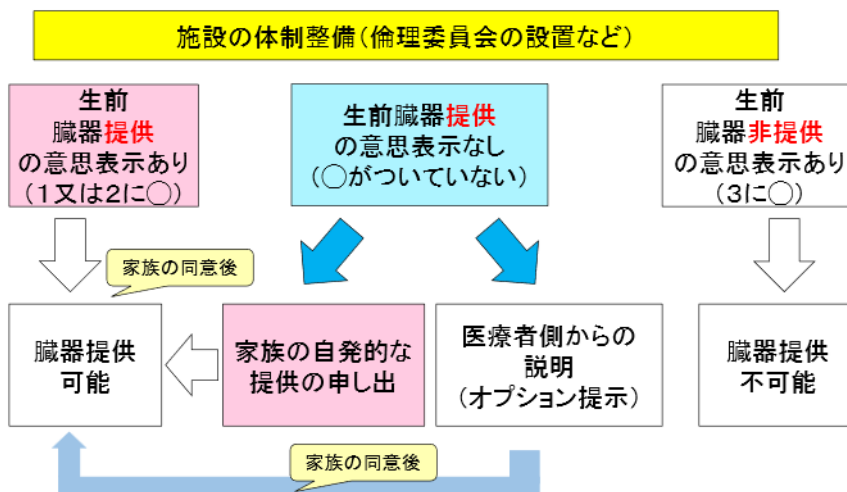 施設の体制整備(倫理委員会の設置など)
生前
臓器提供
の意思表示あり
(1又は2に◯)
生前臓器提供
の意思表示なし
(◯がついていない)
生前
臓器非提供
の意思表示あり
(3に◯)
家族の同意後
臓器提供
可能
家族の自発的な
提供の申し出
医療者側からの
説明
(オプション提示)
臓器提供
不可能
家族の同意後